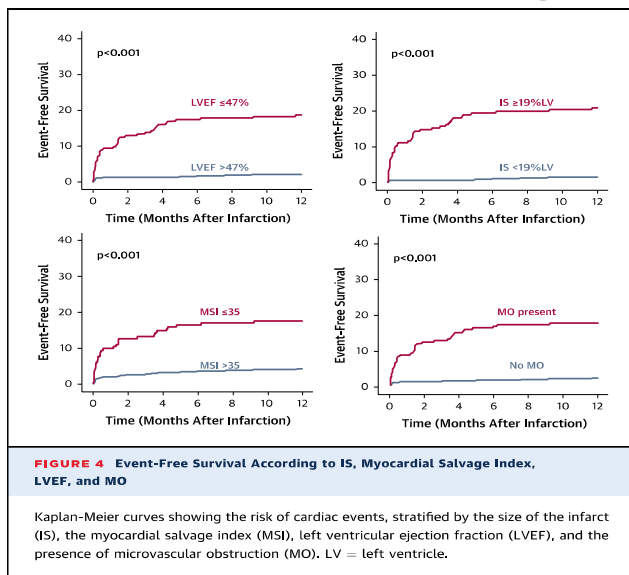 Event-Free Survival
40
30
20
10
0
p<0.001
LVEF ≤47%
LVEF >47%
0 2 4 6 8 10 12
Time (Months After Infarction)
Event-Free Survival
40
30
20
10
0
p<0.001
IS ≥19%LV
IS <19%LV
0 2 4 6 8 10 12
Time (Months After Infarction)
Event-Free Survival
40
30
20
10
0
p<0.001
MSI ≤35
MSI >35
0 2 4 6 8 10 12
Time (Months After Infarction)
Event-Free Survival
40
30
20
10
0
p<0.001
MO present
No MO
0 2 4 6 8 10 12
Time (Months After Infarction)
FIGURE 4 Event-Free Survival According to IS, Myocardial Salvage Index,
LVEF, and MO
Kaplan-Meier curves showing the risk of cardiac events, stratified by the size of the infarct
(IS), the myocardial salvage index (MSI), left ventricular ejection fraction (LVEF), and the
presence of microvascular obstruction (MO). LV = left ventricle.